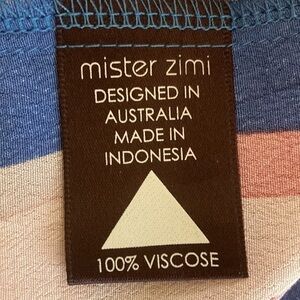 mister zimi
DESIGNED IN
AUSTRALIA
MADE IN
INDONESIA
100% VISCOSE